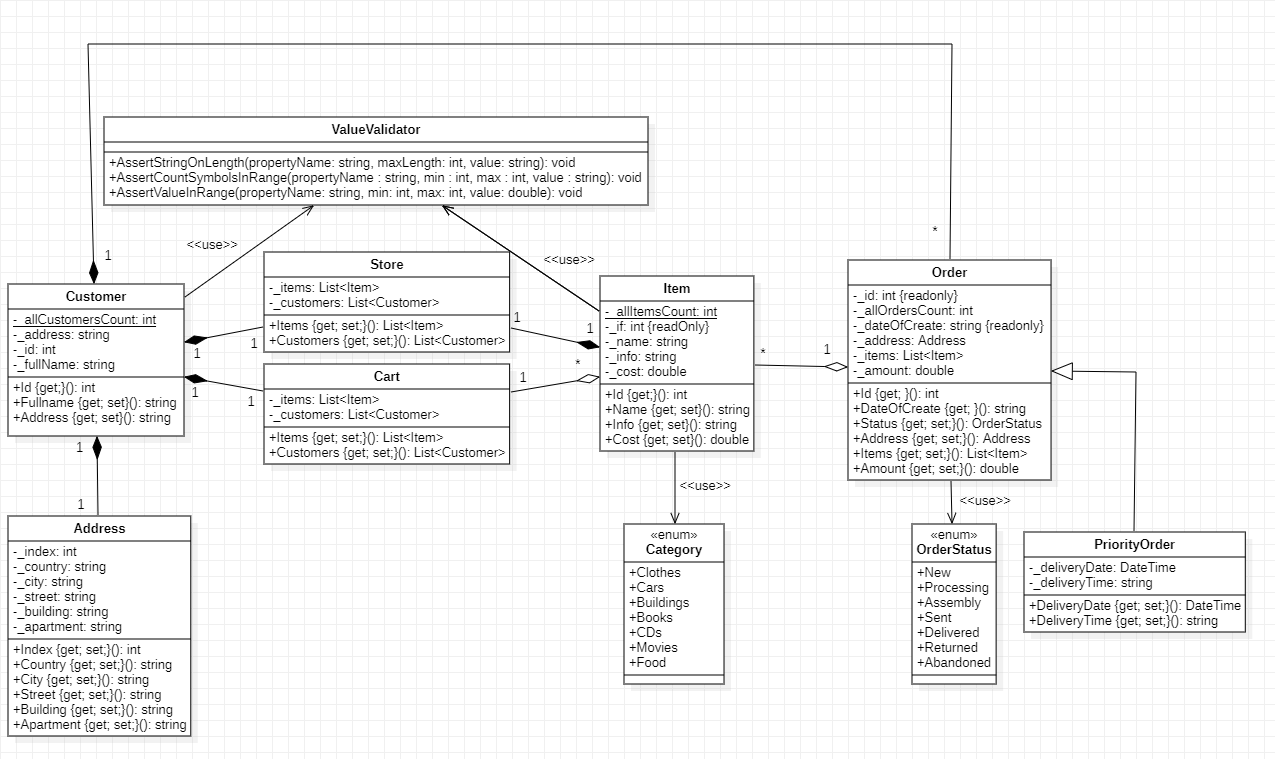 ValueValidator
+AssertStringOnLength(propertyName: string, maxLength: int, value: string): void
+AssertCountSymbolsInRange(propertyName : string, min : int, max : int, value : string): void
+AssertValueInRange(propertyName: string, min: int, max: int, value: double): void
1
*
<<use>>
<<use>>
Customer
-_allCustomersCount: int
-_address: string
-_id: int
-_fullName: string
+Id {get;}(): int
+Fullname {get; set}(): string
+Address {get; set}(): string
1
1
1
1
1
1
Store
-_items: List<Item>
-_customers: List<Customer>
+Items {get; set;}(): List<Item>
+Customers {get; set;}(): List<Customer>
1
1
Cart
-_items: List<Item>
-_customers: List<Customer>
+Items {get; set;}(): List<Item>
+Customers {get; set;}(): List<Customer>
1
*
Item
-_allItemsCount: int
-_if: int {readOnly}
-_name: string
-_info: string
-_cost: double
+Id {get;}(): int
+Name {get; set}(): string
+Info {get; set}(): string
+Cost {get; set}(): double
*
1
Order
-_id: int {readonly}
-_allOrdersCount: int
-_dateOfCreate: string {readonly}
-_address: Address
-_items: List<Item>
-_amount: double
+Id {get; }(): int
+DateOfCreate {get; }(): string
+Status {get; set;}(): OrderStatus
+Address {get; set;}(): Address
+Items {get; set;}(): List<Item>
+Amount {get; set;}(): double
<<use>>
<<use>>
Address
-_index: int
-_country: string
-_city: string
-_street: string
-_building: string
-_apartment: string
+Index {get; set;}(): int
+Country {get; set;}(): string
+City {get; set;}(): string
+Street {get; set;}(): string
+Building {get; set;}(): string
+Apartment {get; set;}(): string
«enum»
Category
+Clothes
+Cars
+Buildings
+Books
+CDs
+Movies
+Food
«enum»
OrderStatus
+New
+Processing
+Assembly
+Sent
+Delivered
+Returned
+Abandoned
PriorityOrder
-_deliveryDate: DateTime
-_deliveryTime: string
+DeliveryDate {get; set;}(): DateTime
+DeliveryTime {get; set;}(): string